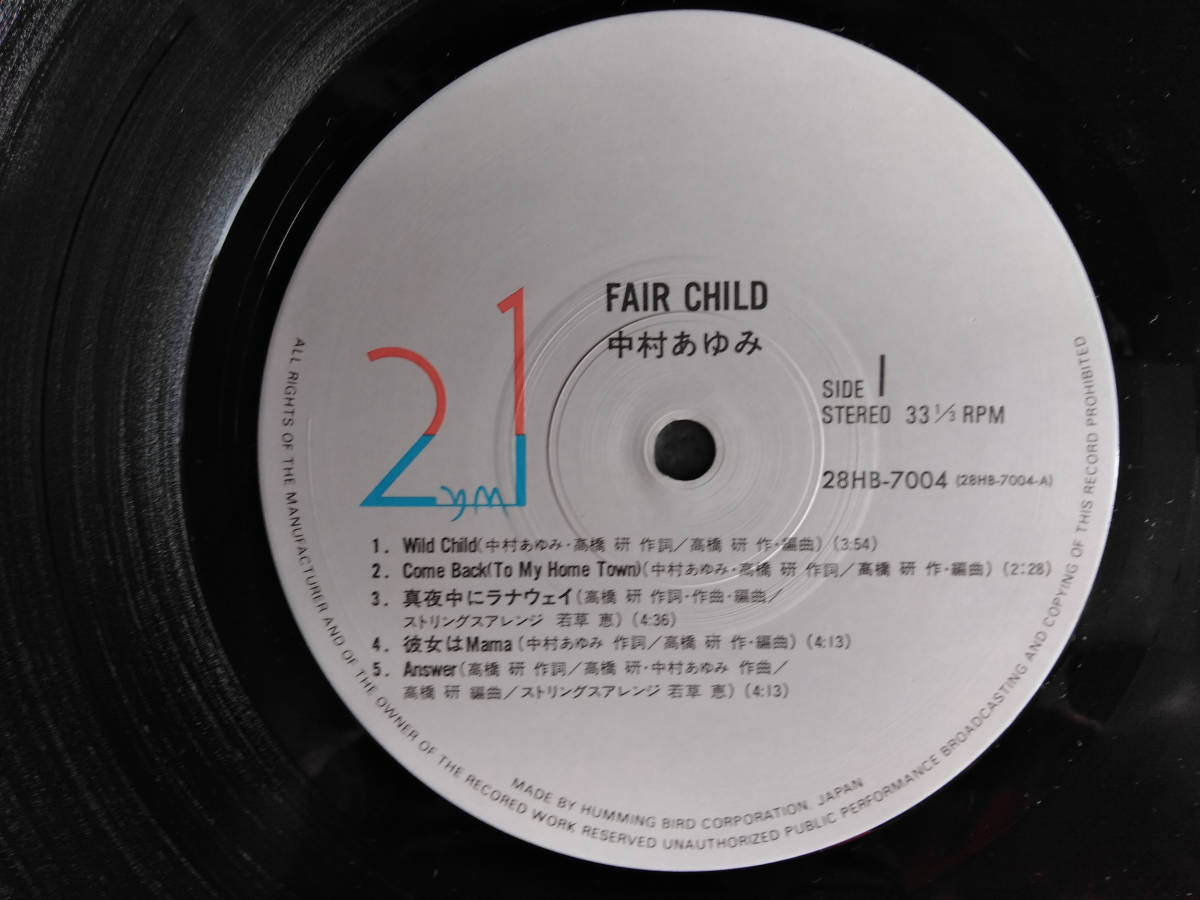 FAIR CHILD
中村あゆみ
21
SIDE 1
STEREO 33 1/3 RPM
28HB-7004 (28HB-7004-A)
1. Wild Child(中村あゆみ・高橋 研 作詞/高橋 研 作・編曲) (3:54)
2. Come Back(To My Home Town)(中村あゆみ・高橋 研 作詞/高橋 研 作・編曲) (2:28)
3. 真夜中にラナウェイ(高橋 研 作詞・作曲・編曲/
ストリングスアレンジ 若草 恵) (4:36)
4. 彼女はMama (中村あゆみ 作詞/高橋 研 作・編曲) (4:13)
5. Answer(高橋 研 作詞/高橋 研・中村あゆみ 作曲/
高橋 研 編曲/ストリングスアレンジ 若草 恵) (4:13)
MADE BY HUMMING BIRD CORPORATION, JAPAN
ALL RIGHTS OF THE MANUFACTURER AND OF THE OWNER OF THE RECORDED WORK RESERVED UNAUTHORIZED PUBLIC PERFORMANCE BROADCASTING AND COPYING OF THIS RECORD PROHIBITED